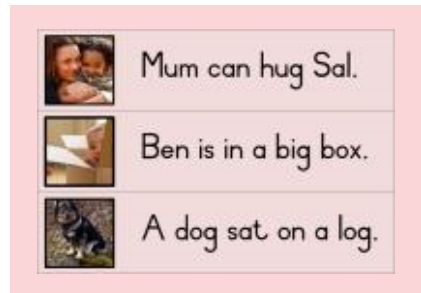 Mum can hug Sal.
Ben is in a big box.
A dog sat on a log.